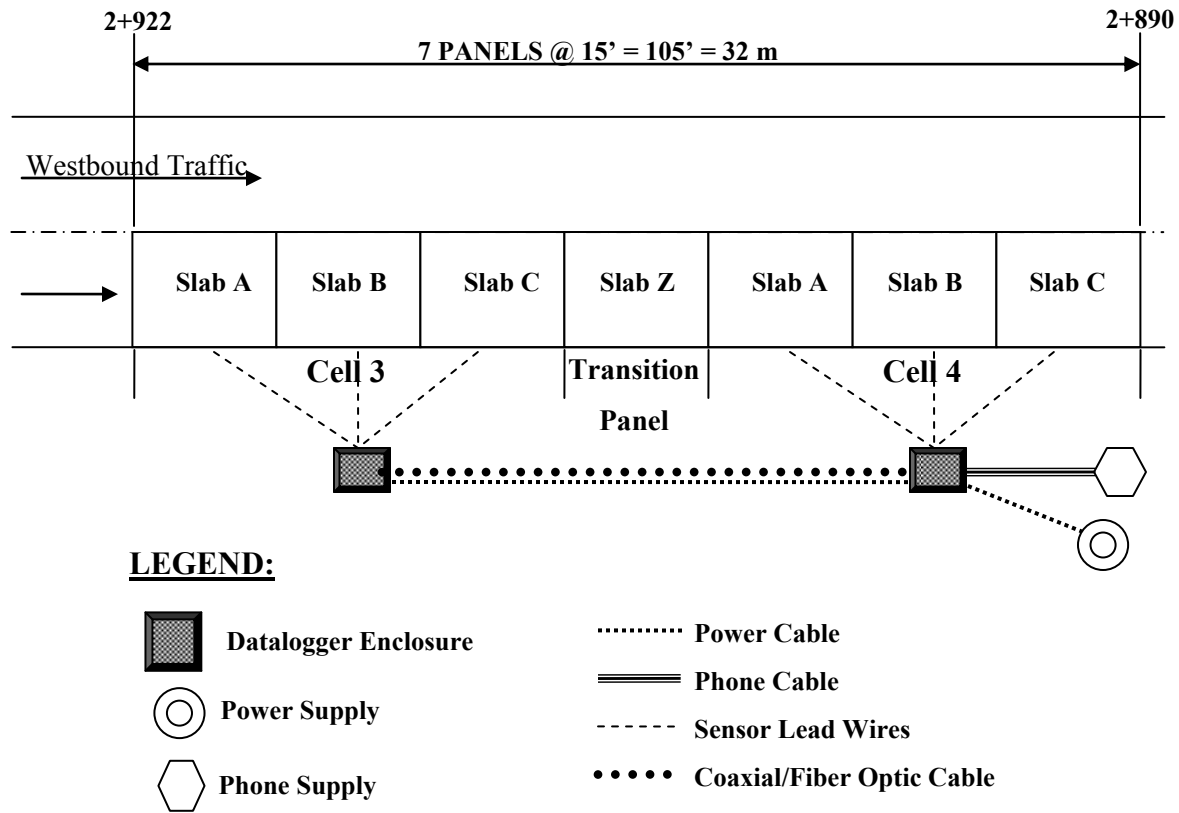 2+922
2+890
7 PANELS @ 15’ = 105’ = 32 m
Westbound Traffic
Slab A
Slab B
Slab C
Slab Z
Slab A
Slab B
Slab C
Cell 3
Transition
Panel
Cell 4
LEGEND:
Datalogger Enclosure
Power Supply
Phone Supply
Power Cable
Phone Cable
Sensor Lead Wires
Coaxial/Fiber Optic Cable